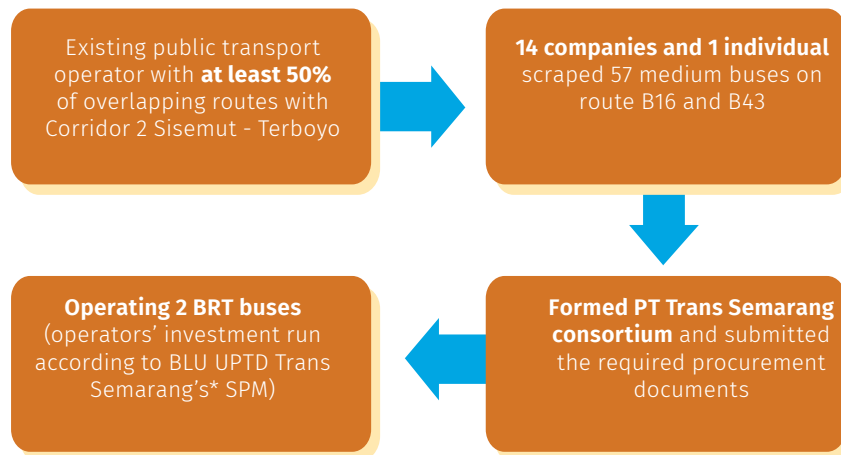 Existing public transport
operator with at least 50%
of overlapping routes with
Corridor 2 Sisemut - Terboyo
14 companies and 1 individual
scraped 57 medium buses on
route B16 and B43
Formed PT Trans Semarang
consortium and submitted
the required procurement
documents
Operating 2 BRT buses
(operators’ investment run
according to BLU UPTD Trans
Semarang’s* SPM)